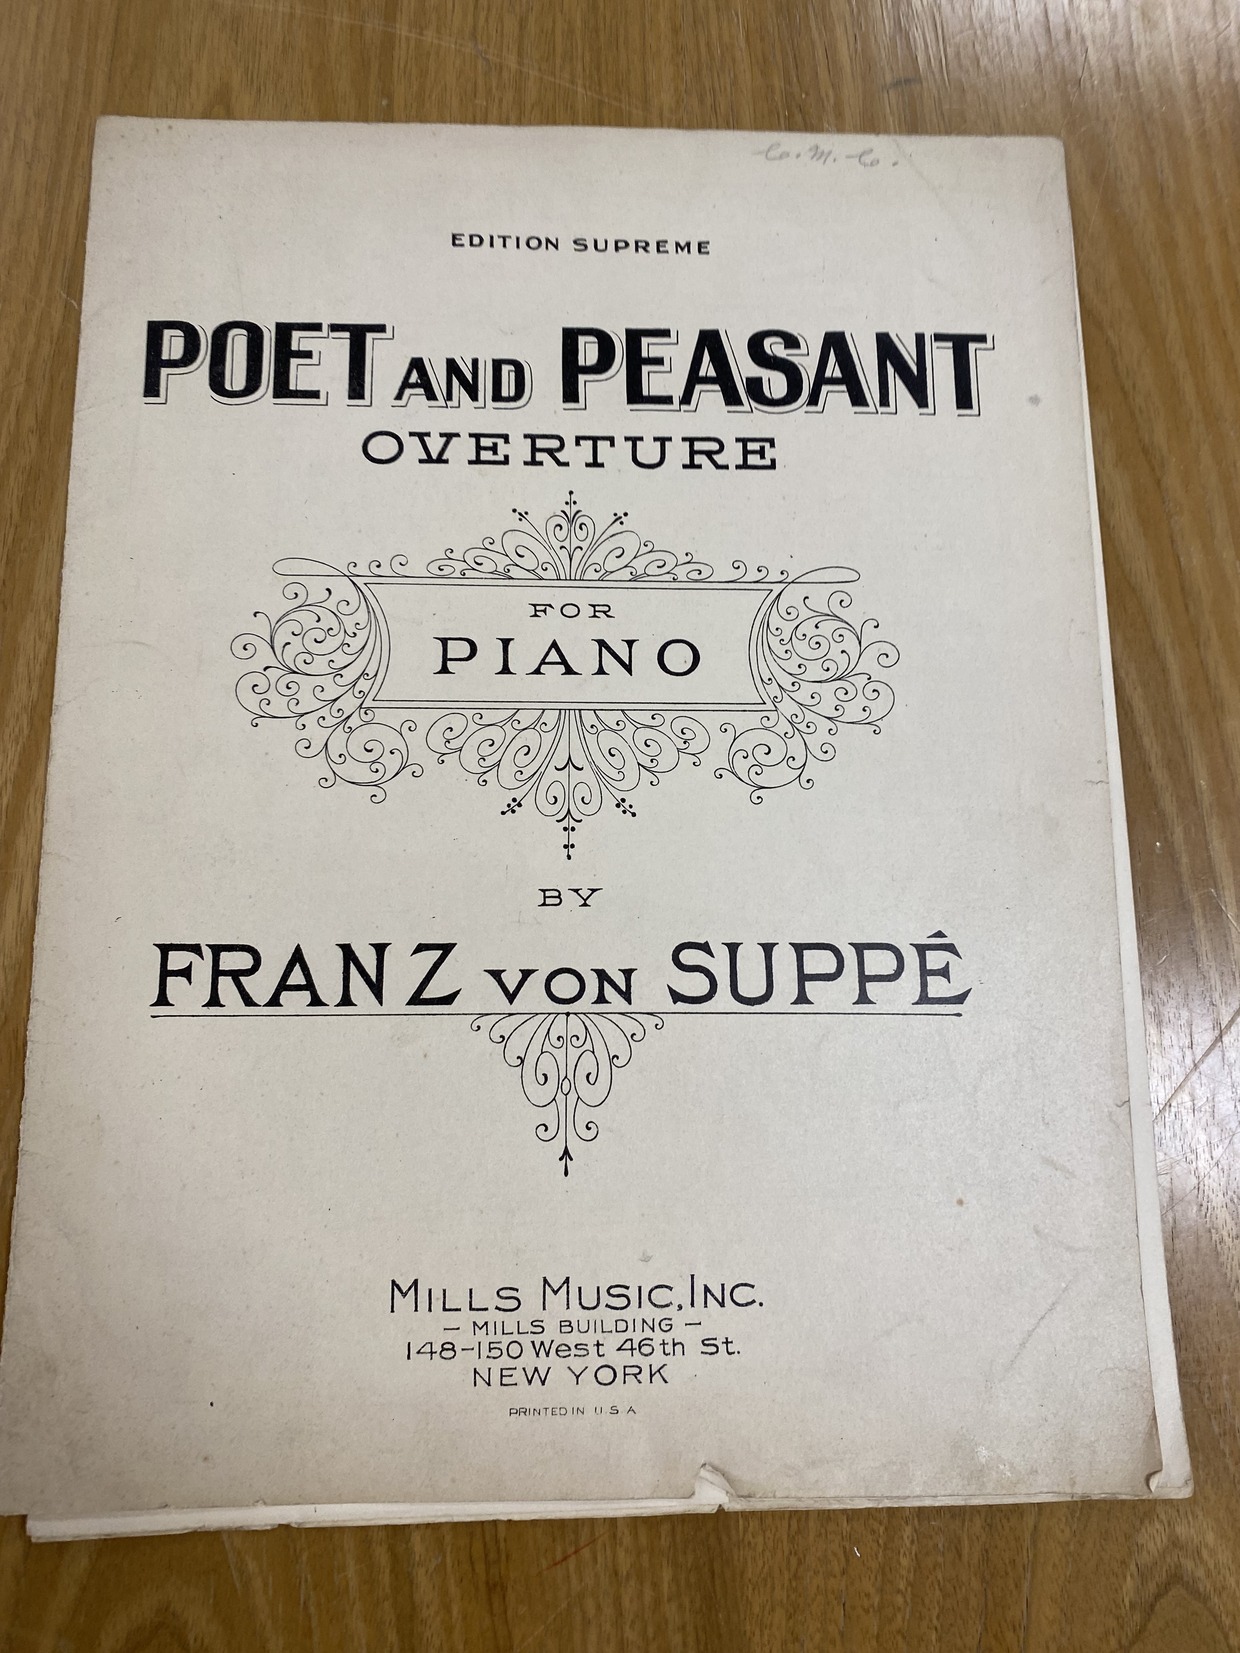 C. M. C.
EDITION SUPREME
POET AND PEASANT
OVERTURE
FOR
PIANO
BY
FRANZ VON SUPPÊ
MILLS MUSIC, INC.
– MILLS BUILDING –
148-150 West 46th St.
NEW YORK
PRINTED IN U S A